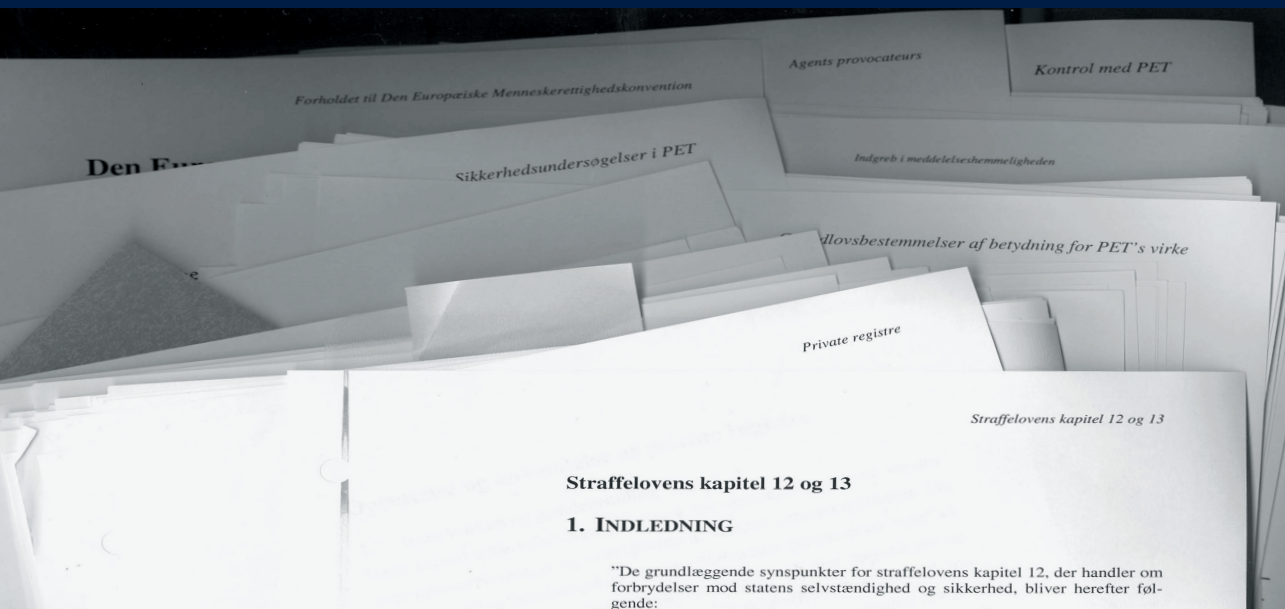 Agents provocateurs
Kontrol med PET
Forholdet til Den Europæiske Menneskerettighedskonvention
Den
Sikkerhedsundersøgelser i PET
Indgreb i meddelelseshemmeligheden
dlovsbestemmelser af betydning for PET's virke
e
Private registre
Straffelovens kapitel 12 og 13
Straffelovens kapitel 12 og 13
1. INDLEDNING
"De grundlæggende synspunkter for straffelovens kapitel 12, der handler om
forbrydelser mod statens selvstændighed og sikkerhed, bliver herefter føl-
gende: